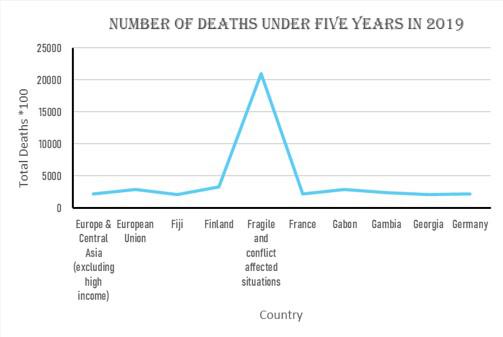 NUMBER OF DEATHS UNDER FIVE YEARS IN 2019
25000
20000
15000
10000
5000
0
Total Deaths *100
Europe &
Central
Asia
(excluding
high
income)
European
Union
Fiji
Finland
Fragile
and
conflict
affected
situations
France
Gabon
Gambia
Georgia
Germany
Country